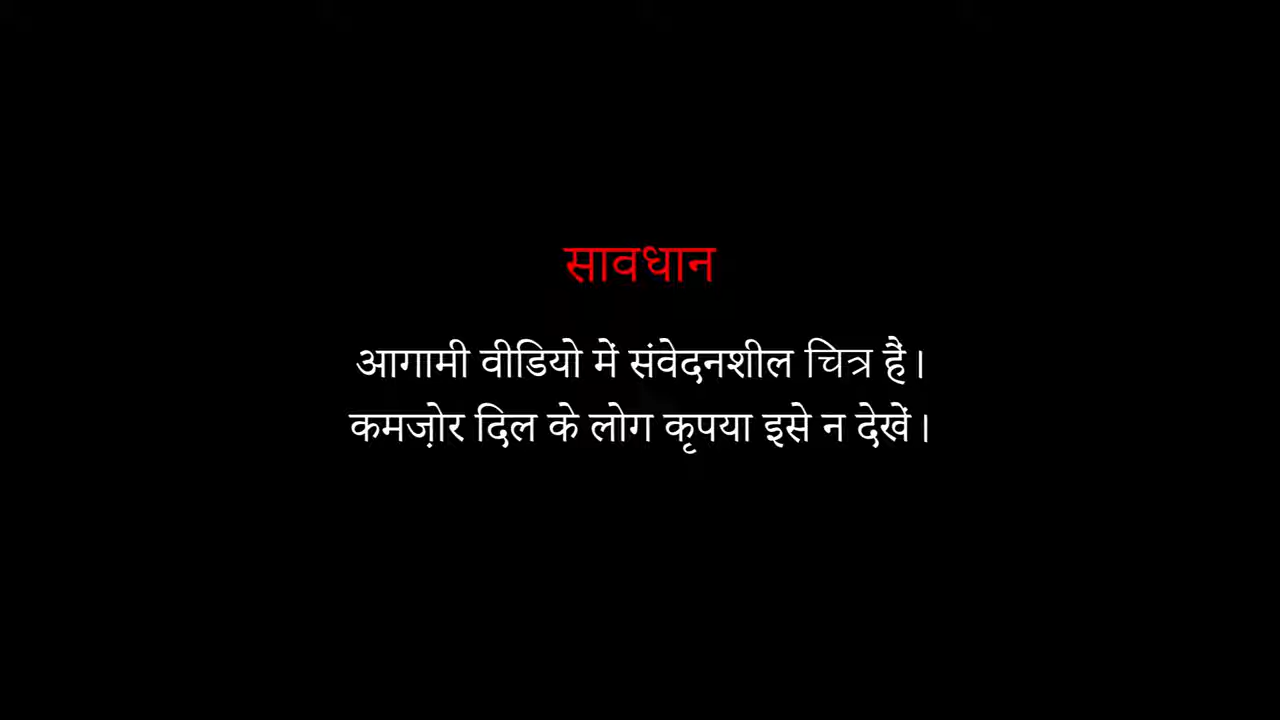 सावधान
आगामी वीडियो में संवेदनशील चित्र हैं।
कमज़ोर दिल के लोग कृपया इसे न देखें।